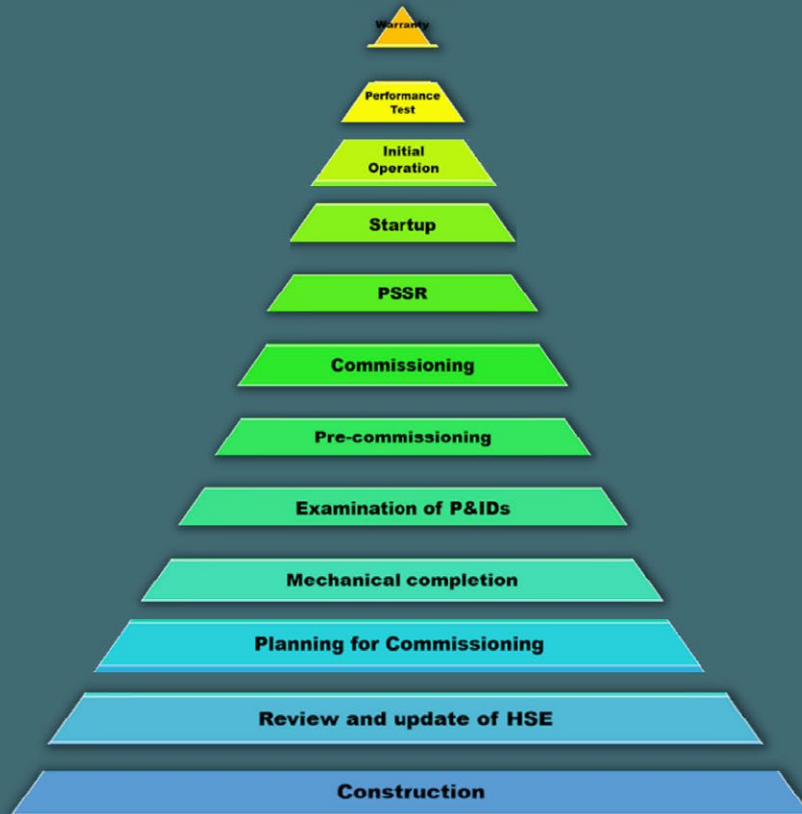 Warranty
Performance
Test
Initial
Operation
Startup
PSSR
Commissioning
Pre-commissioning
Examination of P&IDs
Mechanical completion
Planning for Commissioning
Review and update of HSE
Construction